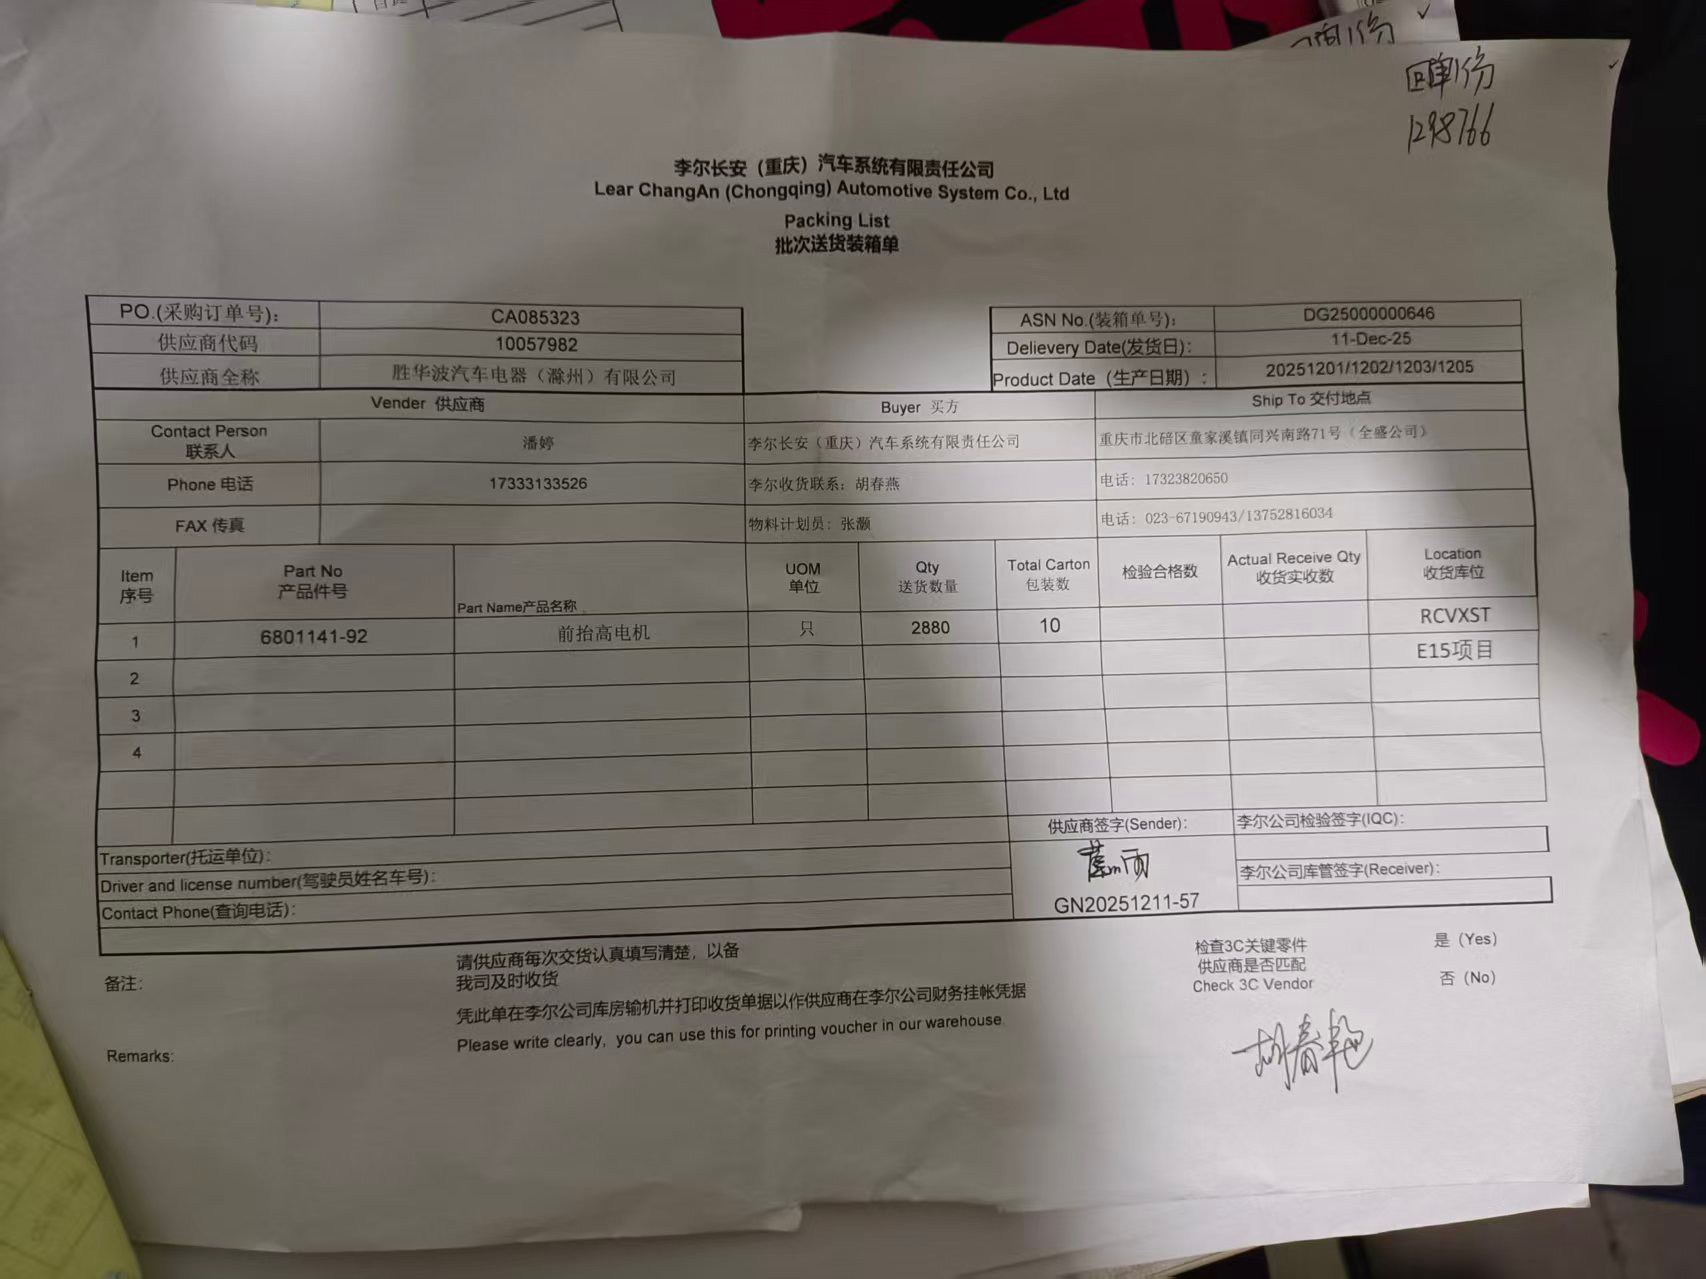 回单1份
1298766
李尔长安（重庆）汽车系统有限责任公司
Lear ChangAn (Chongqing) Automotive System Co., Ltd
Packing List
批次送货装箱单
PO.(采购订单号): CA085323
ASN No.(装箱单号): DG25000000646
供应商代码 10057982
Delievery Date(发货日): 11-Dec-25
供应商全称 胜华波汽车电器（滁州）有限公司
Product Date（生产日期）: 20251201/1202/1203/1205
Vender 供应商 Buyer 买方 Ship To 交付地点
Contact Person
联系人 潘婷 李尔长安（重庆）汽车系统有限责任公司 重庆市北碚区童家溪镇同兴南路71号（全盛公司）
Phone 电话 17333133526 李尔收货联系: 胡春燕 电话: 17323820650
FAX 传真 物料计划员: 张灏 电话: 023-67190943/13752816034
Item
序号
Part No
产品件号
Part Name产品名称
UOM
单位
Qty
送货数量
Total Carton
包装数
检验合格数
Actual Receive Qty
收货实收数
Location
收货库位
1 6801141-92 前抬高电机 只 2880 10 RCVXST
2 E15项目
3
4
供应商签字(Sender): 李尔公司检验签字(IQC):
Transporter(托运单位):
Driver and license number(驾驶员姓名车号): 李尔公司库管签字(Receiver):
Contact Phone(查询电话): GN20251211-57
备注:
请供应商每次交货认真填写清楚，以备
我司及时收货
凭此单在李尔公司库房输机并打印收货单据以作供应商在李尔公司财务挂帐凭据
Please write clearly, you can use this for printing voucher in our warehouse.
Remarks:
检查3C关键零件
供应商是否匹配
Check 3C Vendor
是（Yes）
否（No）
胡春艳